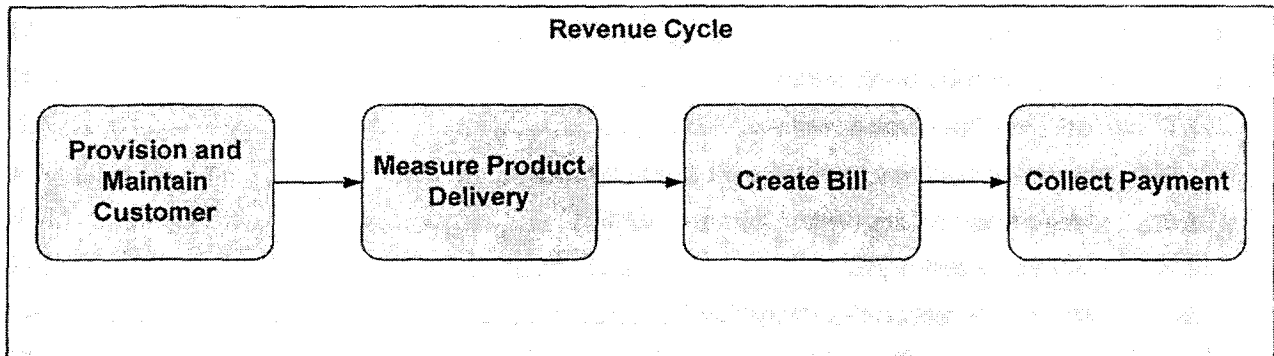 Revenue Cycle
Provision and
Maintain
Customer
Measure Product
Delivery
Create Bill
Collect Payment